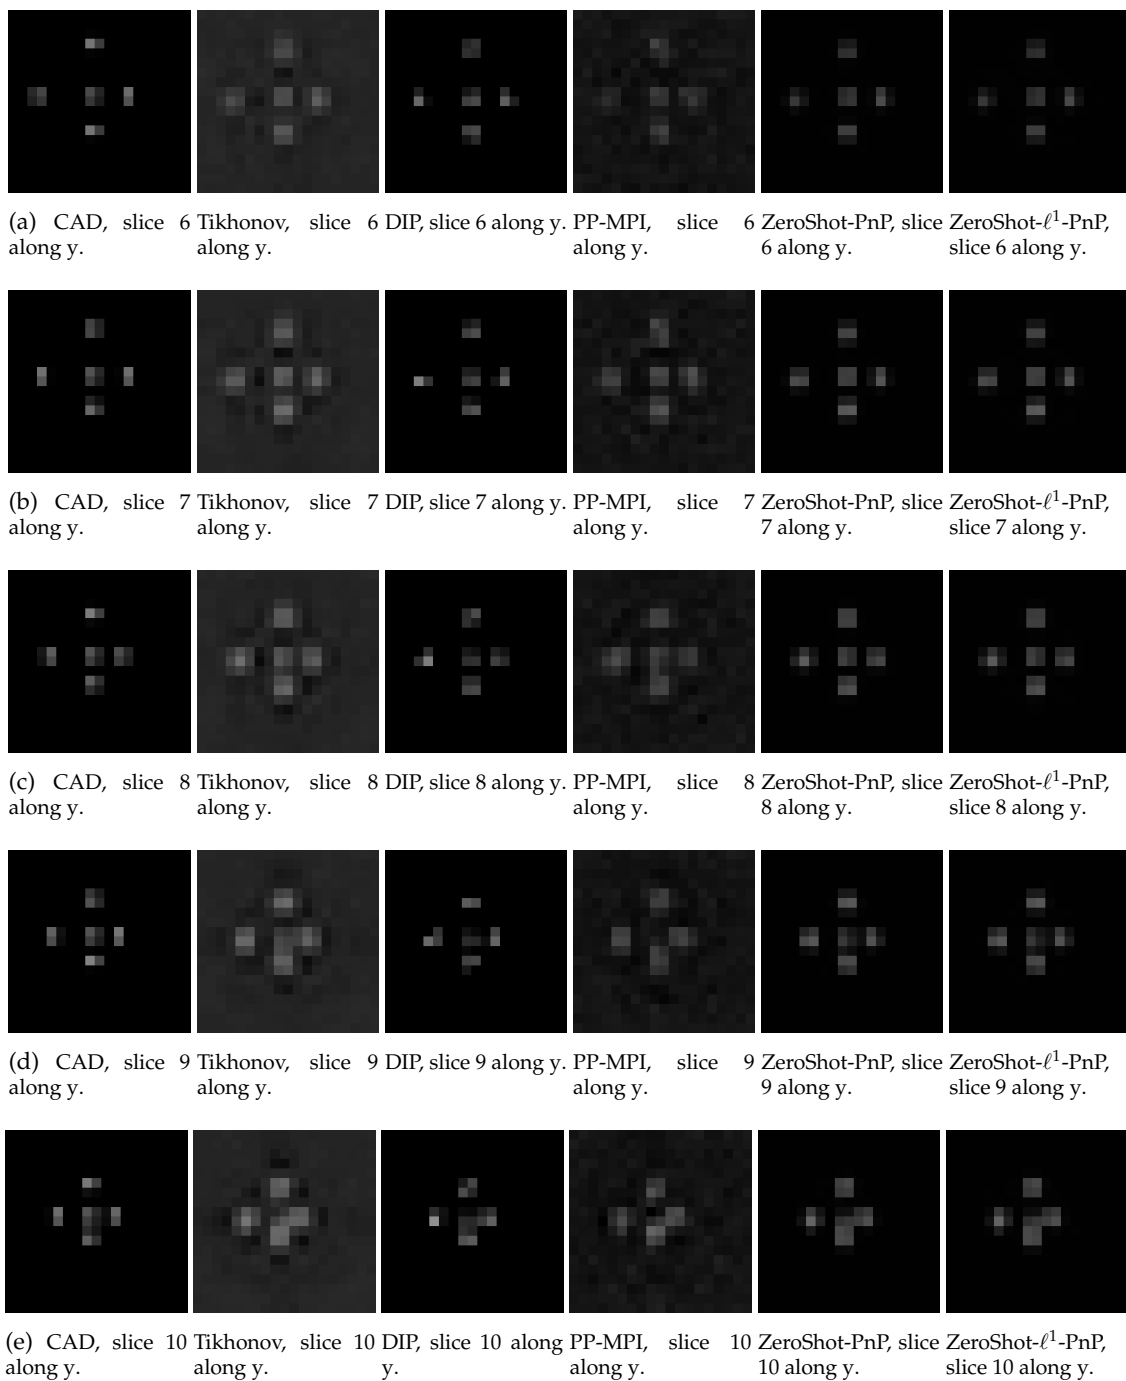 (a) CAD, slice 6 along y.
Tikhonov, slice 6 along y.
DIP, slice 6 along y.
PP-MPI, slice 6 along y.
ZeroShot-PnP, slice 6 along y.
ZeroShot-ℓ¹-PnP, slice 6 along y.
(b) CAD, slice 7 along y.
Tikhonov, slice 7 along y.
DIP, slice 7 along y.
PP-MPI, slice 7 along y.
ZeroShot-PnP, slice 7 along y.
ZeroShot-ℓ¹-PnP, slice 7 along y.
(c) CAD, slice 8 along y.
Tikhonov, slice 8 along y.
DIP, slice 8 along y.
PP-MPI, slice 8 along y.
ZeroShot-PnP, slice 8 along y.
ZeroShot-ℓ¹-PnP, slice 8 along y.
(d) CAD, slice 9 along y.
Tikhonov, slice 9 along y.
DIP, slice 9 along y.
PP-MPI, slice 9 along y.
ZeroShot-PnP, slice 9 along y.
ZeroShot-ℓ¹-PnP, slice 9 along y.
(e) CAD, slice 10 along y.
Tikhonov, slice 10 along y.
DIP, slice 10 along y.
PP-MPI, slice 10 along y.
ZeroShot-PnP, slice 10 along y.
ZeroShot-ℓ¹-PnP, slice 10 along y.